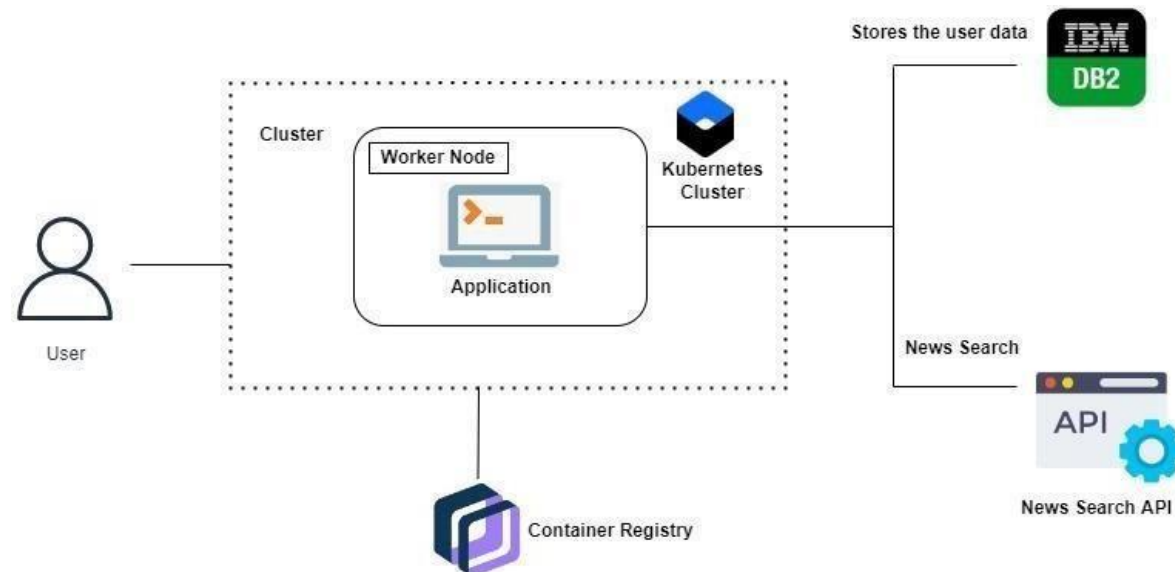 Stores the user data
IBM
DB2
Cluster
Worker Node
Kubernetes
Cluster
>_
Application
User
News Search
API
News Search API
Container Registry